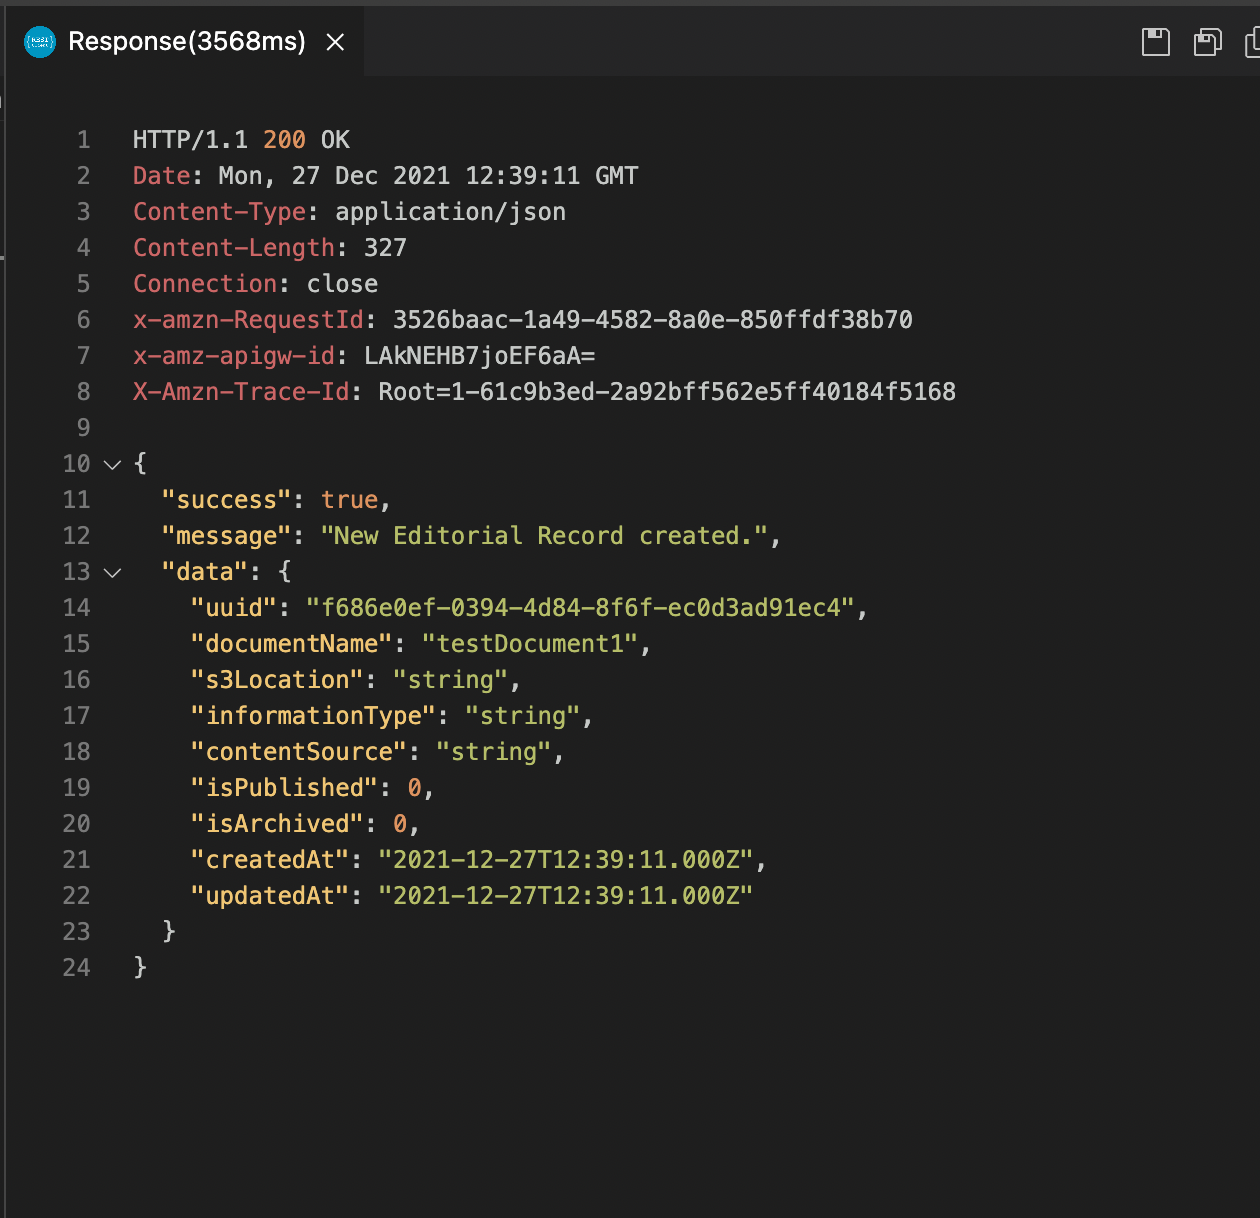 Response(3568ms)
1 HTTP/1.1 200 OK
2 Date: Mon, 27 Dec 2021 12:39:11 GMT
3 Content-Type: application/json
4 Content-Length: 327
5 Connection: close
6 x-amzn-RequestId: 3526baac-1a49-4582-8a0e-850ffdf38b70
7 x-amz-apigw-id: LAkNEHB7joEF6aA=
8 X-Amzn-Trace-Id: Root=1-61c9b3ed-2a92bff562e5ff40184f5168
9
10 {
11 "success": true,
12 "message": "New Editorial Record created.",
13 "data": {
14 "uuid": "f686e0ef-0394-4d84-8f6f-ec0d3ad91ec4",
15 "documentName": "testDocument1",
16 "s3Location": "string",
17 "informationType": "string",
18 "contentSource": "string",
19 "isPublished": 0,
20 "isArchived": 0,
21 "createdAt": "2021-12-27T12:39:11.000Z",
22 "updatedAt": "2021-12-27T12:39:11.000Z"
23 }
24 }